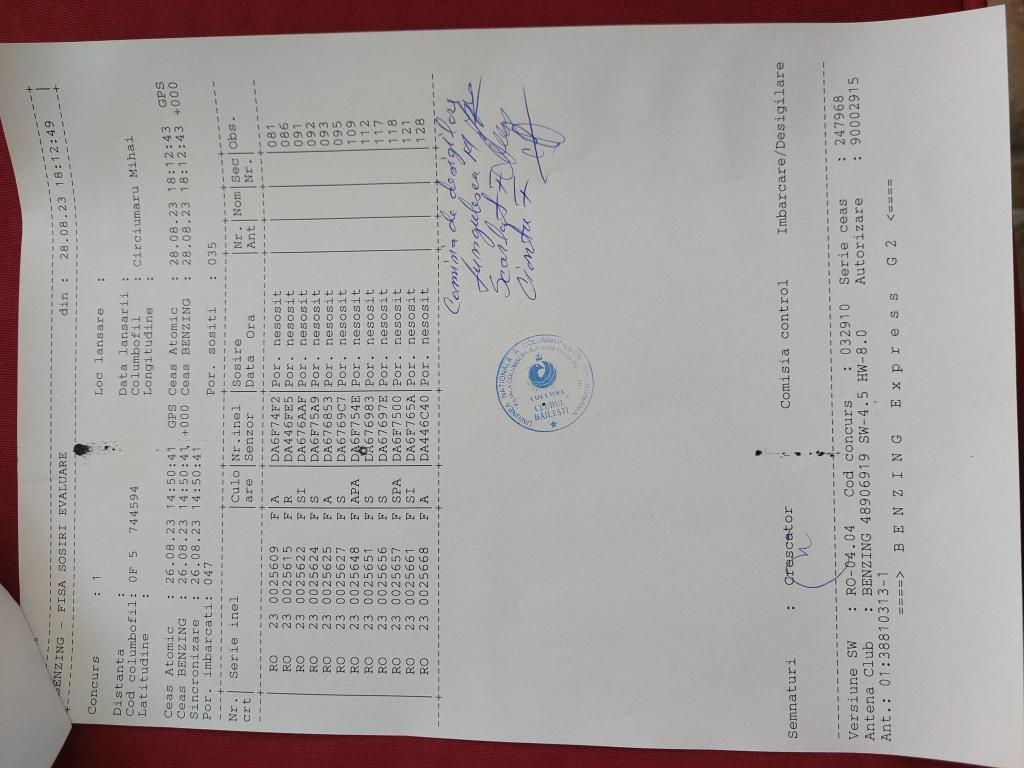 BENZING - FISA SOSIRI EVALUARE din : 28.08.23 18:12:49
Concurs : 1 Loc lansare :
Distanta : Data lansarii :
Cod columbofil: 0F 5 744594 Columbofil : Circiumaru Mihai
Latitudine : Longitudine :
Ceas Atomic : 26.08.23 14:50:41 GPS Ceas Atomic : 28.08.23 18:12:43 GPS
Ceas BENZING : 26.08.23 14:50:41 +000 Ceas BENZING : 28.08.23 18:12:43 +000
Sincronizare : 26.08.23 14:50:41
Por. imbarcati: 047 Por. sositi : 035
Nr.| Serie inel |Culo|Nr.inel |Sosire |Nr. |Nom|Sec|Obs.
crt| |are |Senzor |Data Ora |Ant | |Nr.|
RO 23 0025609 F A |DA6F74F2|Por. nesosit 081
RO 23 0025615 F R |DA446FE5|Por. nesosit 086
RO 23 0025622 F SI |DA676AAF|Por. nesosit 091
RO 23 0025624 F S |DA6F75A9|Por. nesosit 092
RO 23 0025625 F A |DA676853|Por. nesosit 093
RO 23 0025627 F S |DA6769C7|Por. nesosit 095
RO 23 0025648 F APA |DA6F754E|Por. nesosit 109
RO 23 0025651 F S |DA676983|Por. nesosit 112
RO 23 0025656 F S |DA67697E|Por. nesosit 117
RO 23 0025657 F SPA |DA6F7500|Por. nesosit 118
RO 23 0025661 F SI |DA6F765A|Por. nesosit 121
RO 23 0025668 F A |DA446C40|Por. nesosit 128
de desigilar
UNIUNEA NATIONALA A COLUMBOFILILOR
COLUMBA
CLUBUL
BĂILEȘTI
Semnaturi : Crescator Comisia control Imbarcare/Desigilare
Versiune SW : RO-04.04 Cod concurs : 032910 Serie ceas : 247968
Antena Club : BENZING 48906919 SW-4.5 HW-8.0 Autorizare : 90002915
Ant.: 01:38810313-1
====> B E N Z I N G E x p r e s s G 2 <====